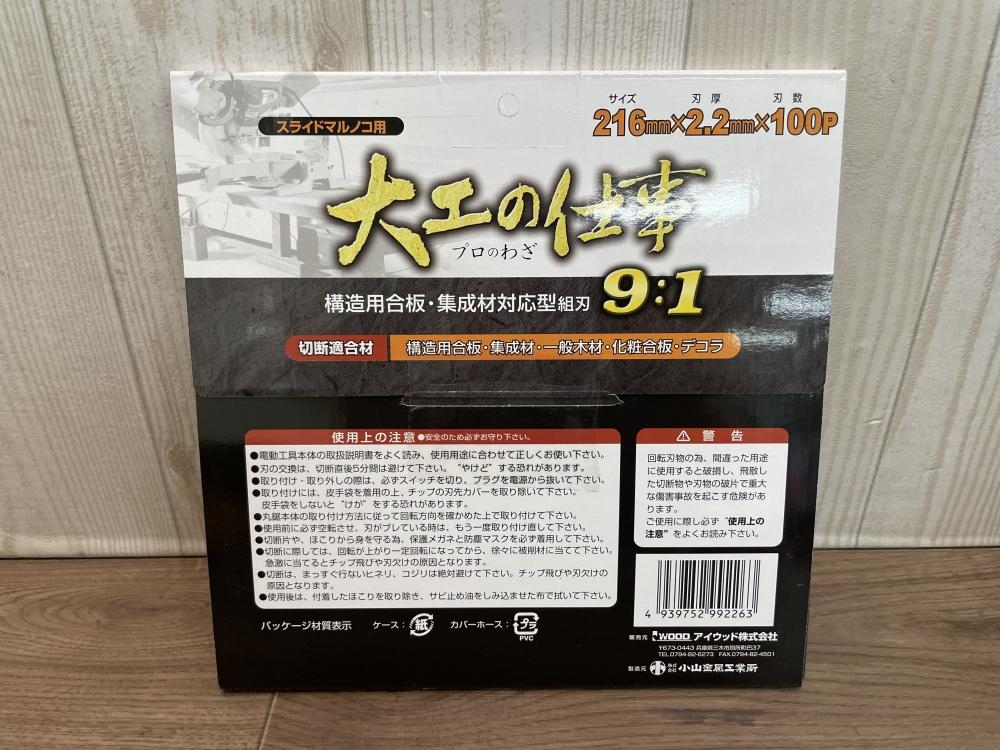 サイズ 刃厚 刃数
スライドマルノコ用
216mm×2.2mm×100P
大工の仕事
プロのわざ
構造用合板・集成材対応型組刃 9:1
切断適合材 構造用合板・集成材・一般木材・化粧合板・デコラ
使用上の注意 ●安全のため必ずお守り下さい。
●電動工具本体の取扱説明書をよく読み、使用用途に合わせて正しくお使い下さい。
●刃の交換は、切断直後5分間は避けて下さい。“やけど”する恐れがあります。
●取り付け・取り外しの際は、必ずスイッチを切り、プラグを電源から抜いて下さい。
●取り付けには、皮手袋を着用の上、チップの刃先カバーを取り除いて下さい。
皮手袋をしないと“けが”をする恐れがあります。
●丸鋸本体の取り付け方法に従って回転方向を確かめた上で取り付けて下さい。
●使用前に必ず空転させ、刃がブレている時は、もう一度取り付け直して下さい。
●切断片や、ほこりから身を守る為、保護メガネと防塵マスクを必ず着用して下さい。
●切断に際しては、回転が上がり一定回転になってから、徐々に被削材に当てて下さい。
急激に当てるとチップ飛びや刃欠けの原因となります。
●切断は、まっすぐ行ないヒネリ、コジリは絶対避けて下さい。チップ飛びや刃欠けの
原因となります。
●使用後は、付着したほこりを取り除き、サビ止め油をしみ込ませた布で拭いて下さい。
パッケージ材質表示 ケース: 紙 カバーホース: プラ
PVC
警告
回転刃物の為、間違った用途
に使用すると破損し、飛散し
た切断物や刃物の破片で重大
な傷害事故を起こす危険があ
ります。
ご使用に際し必ず“使用上の
注意”をよくお読み下さい。
4 939752 992263
販売元 WOOD アイウッド株式会社
〒673-0443 兵庫県三木市別所町巴37
TEL.0794-82-6273 FAX.0794-82-4501
製造元 株式会社 小山金属工業所